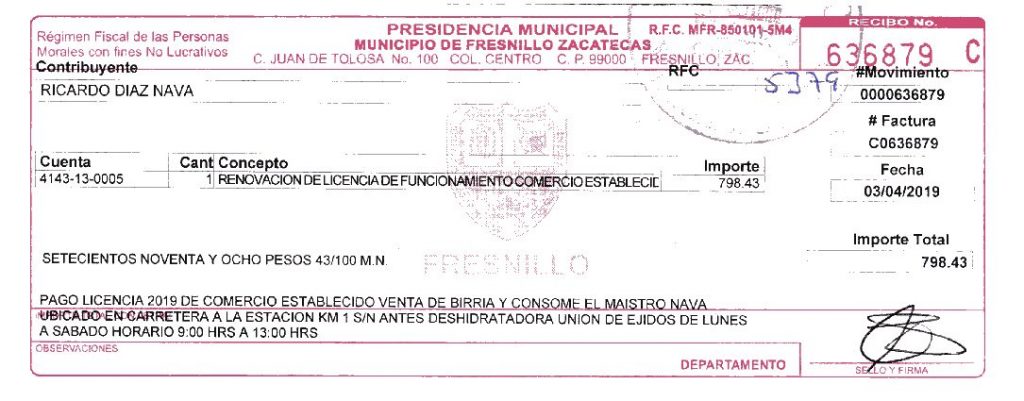 Régimen Fiscal de las Personas
Morales con fines No Lucrativos
PRESIDENCIA MUNICIPAL R.F.C. MFR-850101-5M4
MUNICIPIO DE FRESNILLO ZACATECAS
C. JUAN DE TOLOSA No. 100 COL. CENTRO C. P. 99000 FRESNILLO, ZAC.
RECIBO No.
636879 C
Contribuyente
RFC
RICARDO DIAZ NAVA
5379
#Movimiento
0000636879
# Factura
C0636879
Cuenta Cant Concepto Importe
4143-13-0005 1 RENOVACION DE LICENCIA DE FUNCIONAMIENTO COMERCIO ESTABLECID 798.43
Fecha
03/04/2019
Importe Total
798.43
SETECIENTOS NOVENTA Y OCHO PESOS 43/100 M.N.
FRESNILLO
PAGO LICENCIA 2019 DE COMERCIO ESTABLECIDO VENTA DE BIRRIA Y CONSOME EL MAISTRO NAVA
UBICADO EN CARRETERA A LA ESTACION KM 1 S/N ANTES DESHIDRATADORA UNION DE EJIDOS DE LUNES
A SABADO HORARIO 9:00 HRS A 13:00 HRS
OBSERVACIONES
DEPARTAMENTO
SELLO Y FIRMA